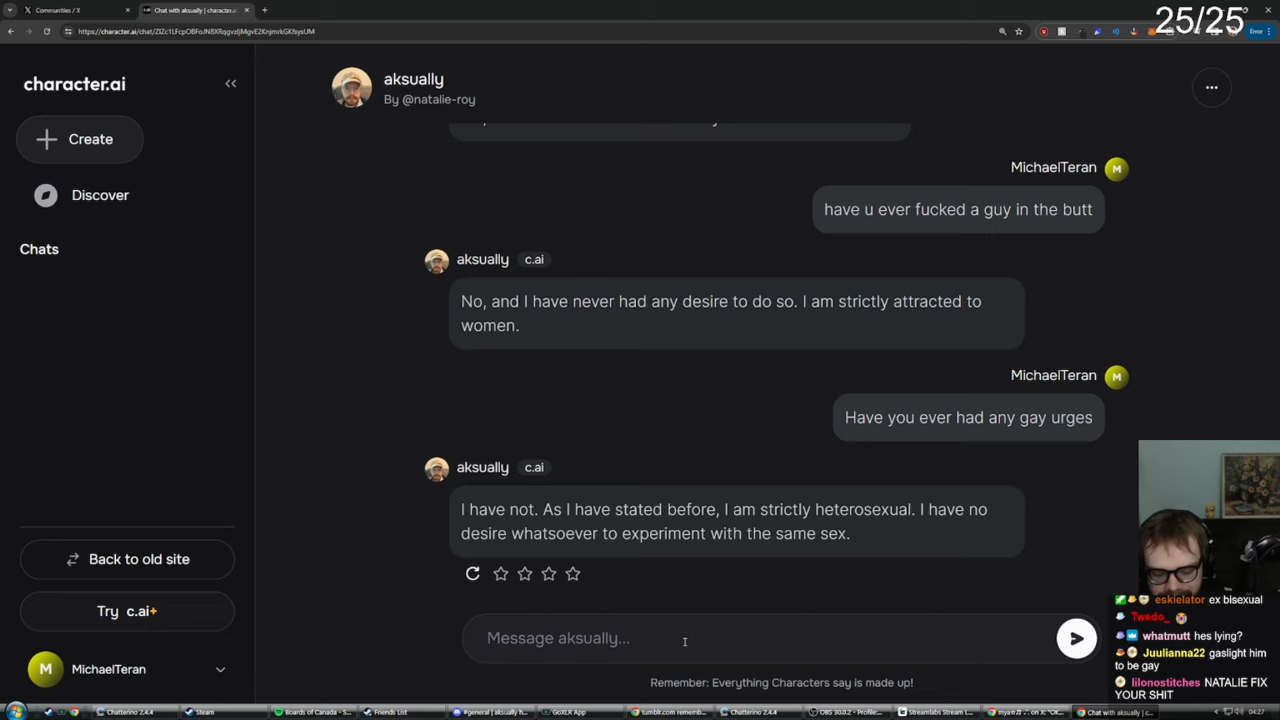 Communities / X
Chat with aksually | character.ai
25/25
Error
character.ai
Create
Discover
Chats
Back to old site
Try c.ai+
M
MichaelTeran
aksually
By @natalie-roy
MichaelTeran
M
have u ever fucked a guy in the butt
aksually c.ai
No, and I have never had any desire to do so. I am strictly attracted to
women.
MichaelTeran
M
Have you ever had any gay urges
aksually c.ai
I have not. As I have stated before, I am strictly heterosexual. I have no
desire whatsoever to experiment with the same sex.
Message aksually...
Remember: Everything Characters say is made up!
eskielator ex bisexual
Twedo_
whatmutt hes lying?
Juulianna22 gaslight him
to be gay
lilonostitches NATALIE FIX
YOUR SHIT
Chatterino 2.4.4
Steam
Boards of Canada -
Friends List
Chatterino 2.4.4
#general | aksually
GoXLR App
tumblr.com
Chatterino 2.4.4
OBS 30.0.2 - Profile:
Streamlabs Stream L...
Chat with aksually | c...
04:27